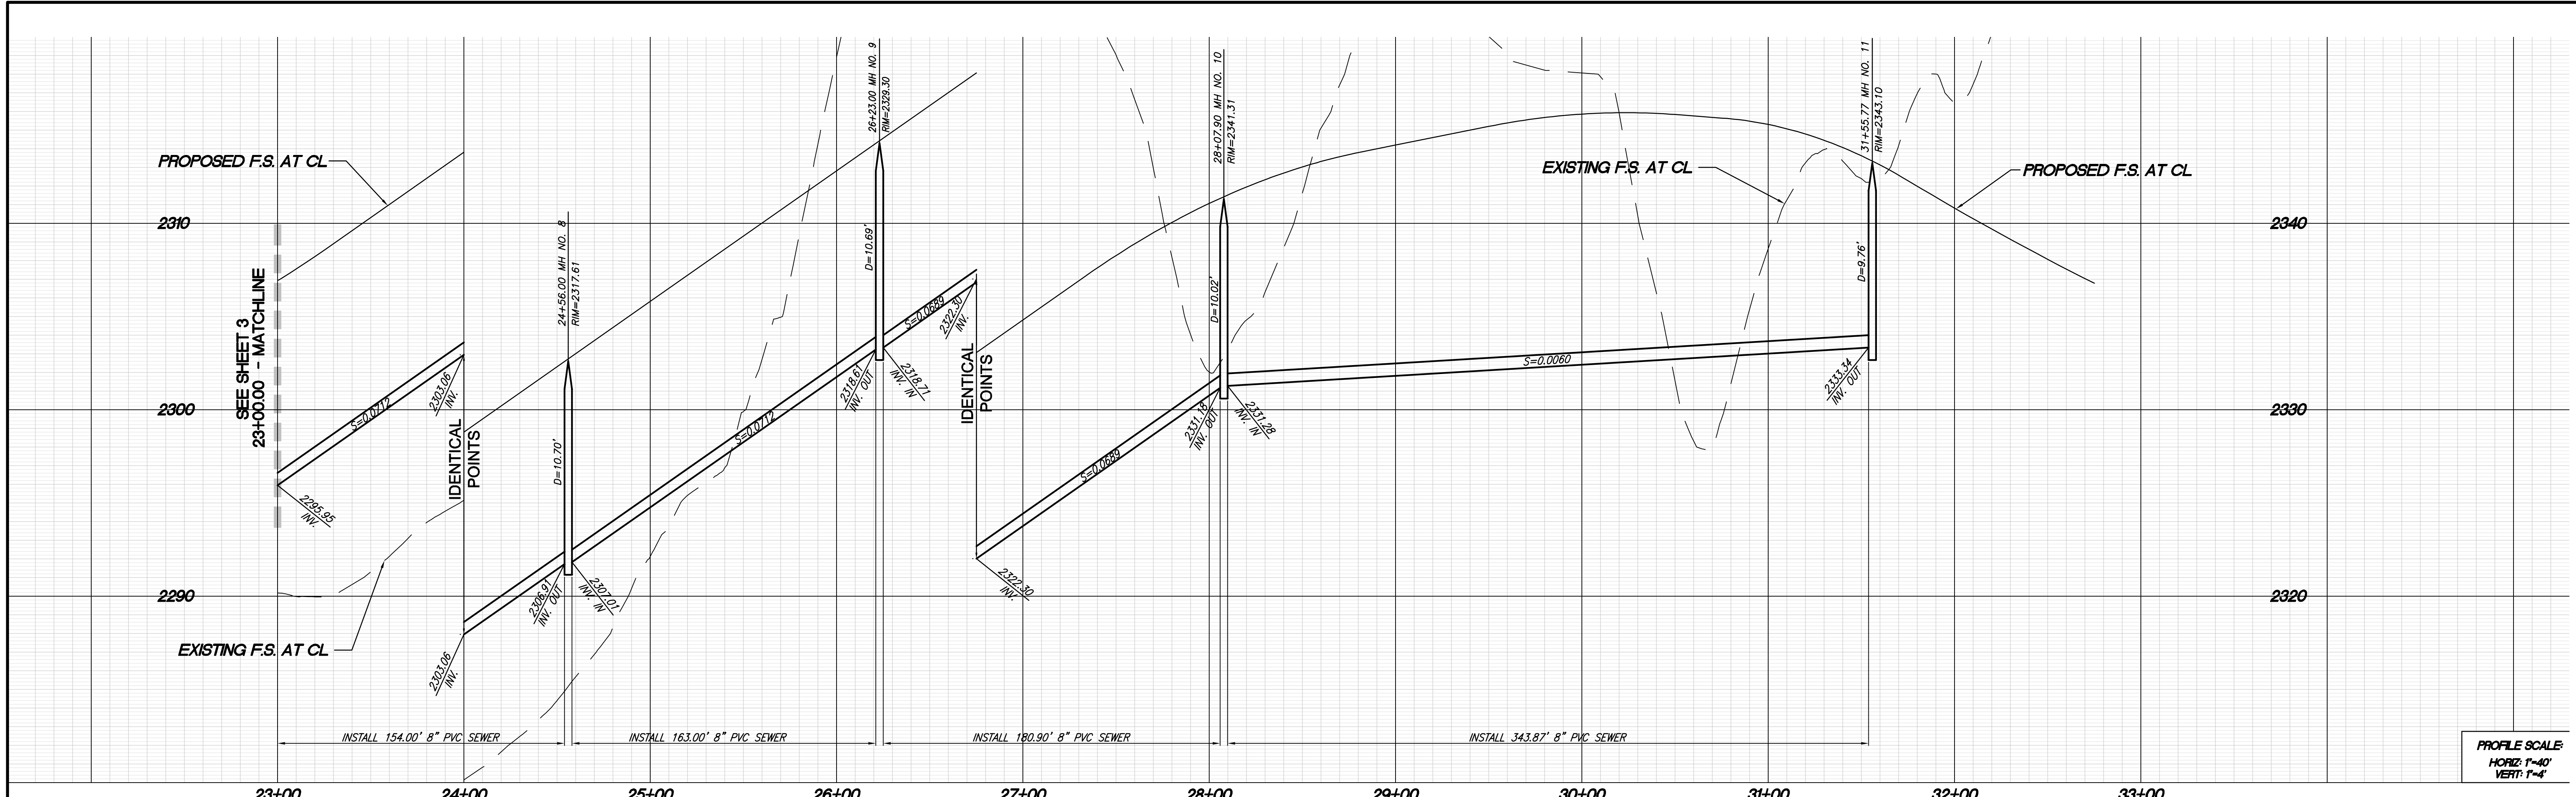 PROPOSED F.S. AT CL
2310
2300
2290
SEE SHEET 3
23+00.00 - MATCHLINE
S=0.0712
2295.95
INV.
2303.06
INV.
IDENTICAL
POINTS
EXISTING F.S. AT CL
2303.06
INV.
24+56.00 MH NO. 8
RIM=2317.61
D=10.70'
2306.91
INV. OUT
2307.01
INV. IN
S=0.0712
26+23.00 MH NO. 9
RIM=2329.30
D=10.69'
2318.61
INV. OUT
2318.71
INV. IN
S=0.0689
2322.30
INV.
IDENTICAL
POINTS
2322.30
INV.
S=0.0689
28+07.90 MH NO. 10
RIM=2341.31
D=10.02'
2331.18
INV. OUT
2331.28
INV. IN
S=0.0060
EXISTING F.S. AT CL
31+55.77 MH NO. 11
RIM=2343.10
D=9.76'
2333.34
INV. OUT
PROPOSED F.S. AT CL
2340
2330
2320
INSTALL 154.00' 8" PVC SEWER
INSTALL 163.00' 8" PVC SEWER
INSTALL 180.90' 8" PVC SEWER
INSTALL 343.87' 8" PVC SEWER
PROFILE SCALE:
HORIZ: 1"=40'
VERT: 1"=4'
23+00 24+00 25+00 26+00 27+00 28+00 29+00 30+00 31+00 32+00 33+00